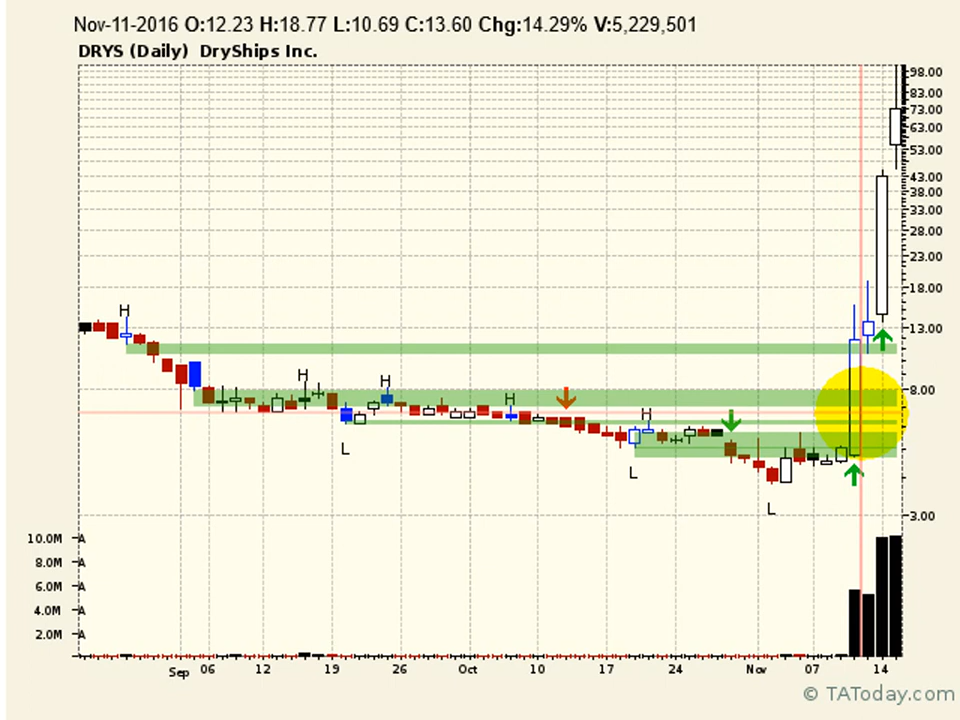 Nov-11-2016 O:12.23 H:18.77 L:10.69 C:13.60 Chg:14.29% V:5,229,501
DRYS (Daily) DryShips Inc.
98.00
83.00
73.00
63.00
53.00
43.00
38.00
33.00
28.00
23.00
18.00
H
13.00
H
H
8.00
H
H
L
L
L
3.00
10.0M A
8.0M A
6.0M A
4.0M A
2.0M A
Sep 06 12 19 26 Oct 10 17 24 Nov 07 14
© TAToday.com